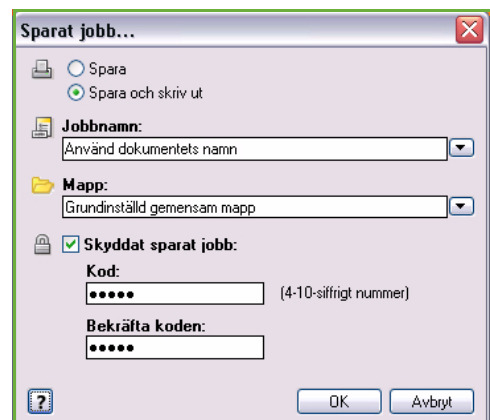 Sparat jobb...
Spara
Spara och skriv ut
Jobbnamn:
Använd dokumentets namn
Mapp:
Grundinställd gemensam mapp
Skyddat sparat jobb:
Kod:
●●●●● (4-10-siffrigt nummer)
Bekräfta koden:
●●●●●
? OK Avbryt